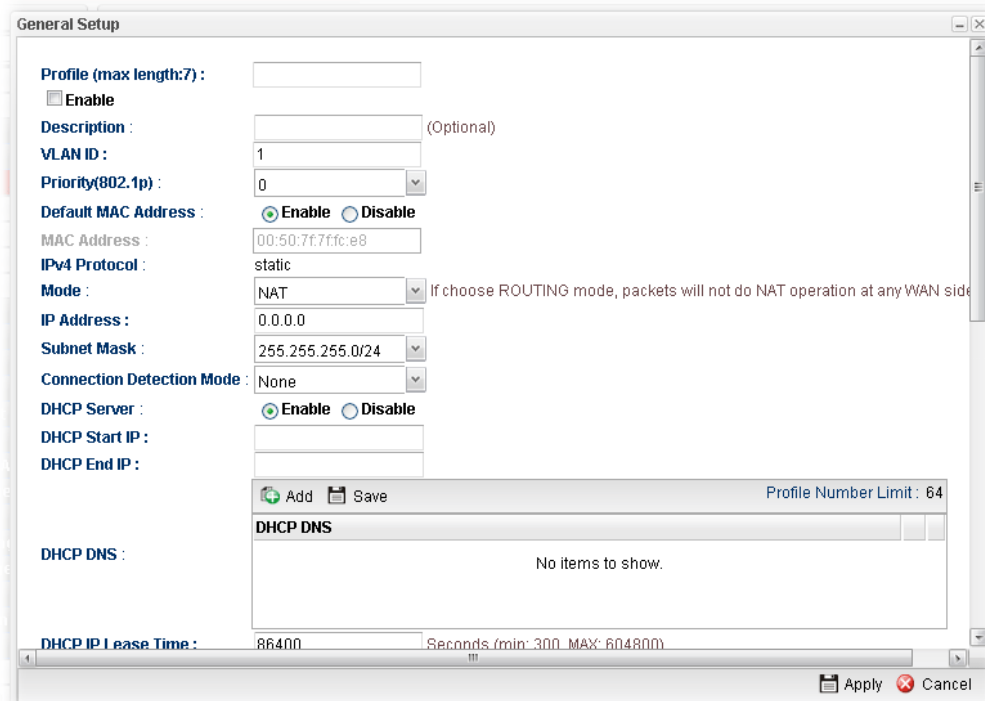 General Setup
Profile (max length:7) :
Enable
Description : (Optional)
VLAN ID : 1
Priority(802.1p) : 0
Default MAC Address : Enable Disable
MAC Address : 00:50:7f:7f:fc:e8
IPv4 Protocol : static
Mode : NAT If choose ROUTING mode, packets will not do NAT operation at any WAN side
IP Address : 0.0.0.0
Subnet Mask : 255.255.255.0/24
Connection Detection Mode : None
DHCP Server : Enable Disable
DHCP Start IP :
DHCP End IP :
Add Save Profile Number Limit : 64
DHCP DNS
DHCP DNS : No items to show.
DHCP IP Lease Time : 86400 Seconds (min: 300, MAX: 604800)
Apply Cancel